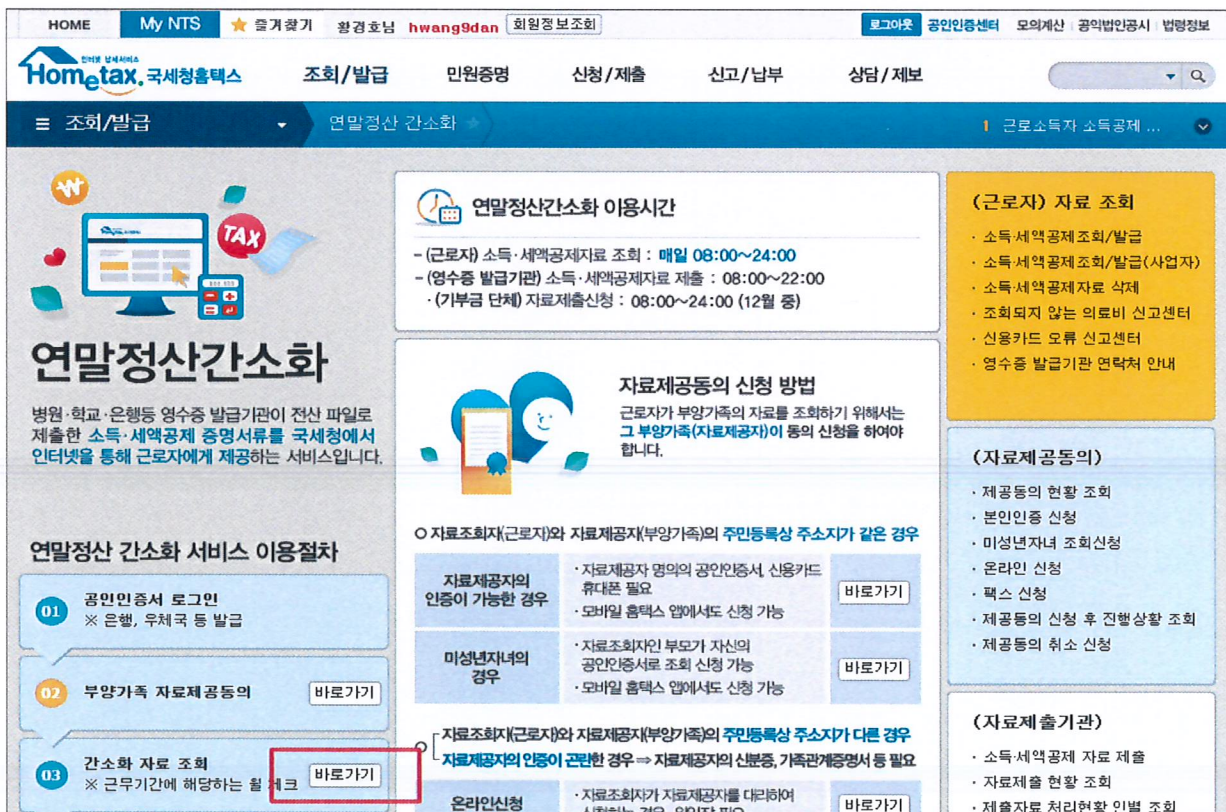 HOME My NTS 즐겨찾기 황경호님 hwang9dan 회원정보조회 로그아웃 공인인증센터 모의계산 공익법인공시 법령정보
인터넷 납세서비스
Hometax. 국세청홈택스 조회/발급 민원증명 신청/제출 신고/납부 상담/제보
조회/발급 연말정산 간소화 1 근로소득자 소득공제 ...
TAX
연말정산간소화
병원·학교·은행등 영수증 발급기관이 전산 파일로
제출한 소득·세액공제 증명서류를 국세청에서
인터넷을 통해 근로자에게 제공하는 서비스입니다.
연말정산 간소화 서비스 이용절차
01 공인인증서 로그인
※ 은행, 우체국 등 발급
02 부양가족 자료제공동의 바로가기
03 간소화 자료 조회
※ 근무기간에 해당하는 월 체크 바로가기
연말정산간소화 이용시간
- (근로자) 소득·세액공제자료 조회 : 매일 08:00~24:00
- (영수증 발급기관) 소득·세액공제자료 제출 : 08:00~22:00
· (기부금 단체) 자료제출신청 : 08:00~24:00 (12월 중)
자료제공동의 신청 방법
근로자가 부양가족의 자료를 조회하기 위해서는
그 부양가족(자료제공자)이 동의 신청을 하여야
합니다.
자료조회자(근로자)와 자료제공자(부양가족)의 주민등록상 주소지가 같은 경우
자료제공자의
인증이 가능한 경우
· 자료제공자 명의의 공인인증서, 신용카드
휴대폰 필요
· 모바일 홈택스 앱에서도 신청 가능
바로가기
미성년자녀의
경우
· 자료조회자인 부모가 자신의
공인인증서로 조회 신청 가능
· 모바일 홈택스 앱에서도 신청 가능
바로가기
자료조회자(근로자)와 자료제공자(부양가족)의 주민등록상 주소지가 다른 경우
자료제공자의 인증이 곤란한 경우 ⇒ 자료제공자의 신분증, 가족관계증명서 등 필요
온라인신청
· 자료조회자가 자료제공자를 대리하여
바로가기
(근로자) 자료 조회
· 소득·세액공제조회/발급
· 소득·세액공제조회/발급(사업자)
· 소득·세액공제자료 삭제
· 조회되지 않는 의료비 신고센터
· 신용카드 오류 신고센터
· 영수증 발급기관 연락처 안내
(자료제공동의)
· 제공동의 현황 조회
· 본인인증 신청
· 미성년자녀 조회신청
· 온라인 신청
· 팩스 신청
· 제공동의 신청 후 진행상황 조회
· 제공동의 취소 신청
(자료제출기관)
· 소득·세액공제 자료 제출
· 자료제출 현황 조회
· 제출자료 처리현황 인별 조회